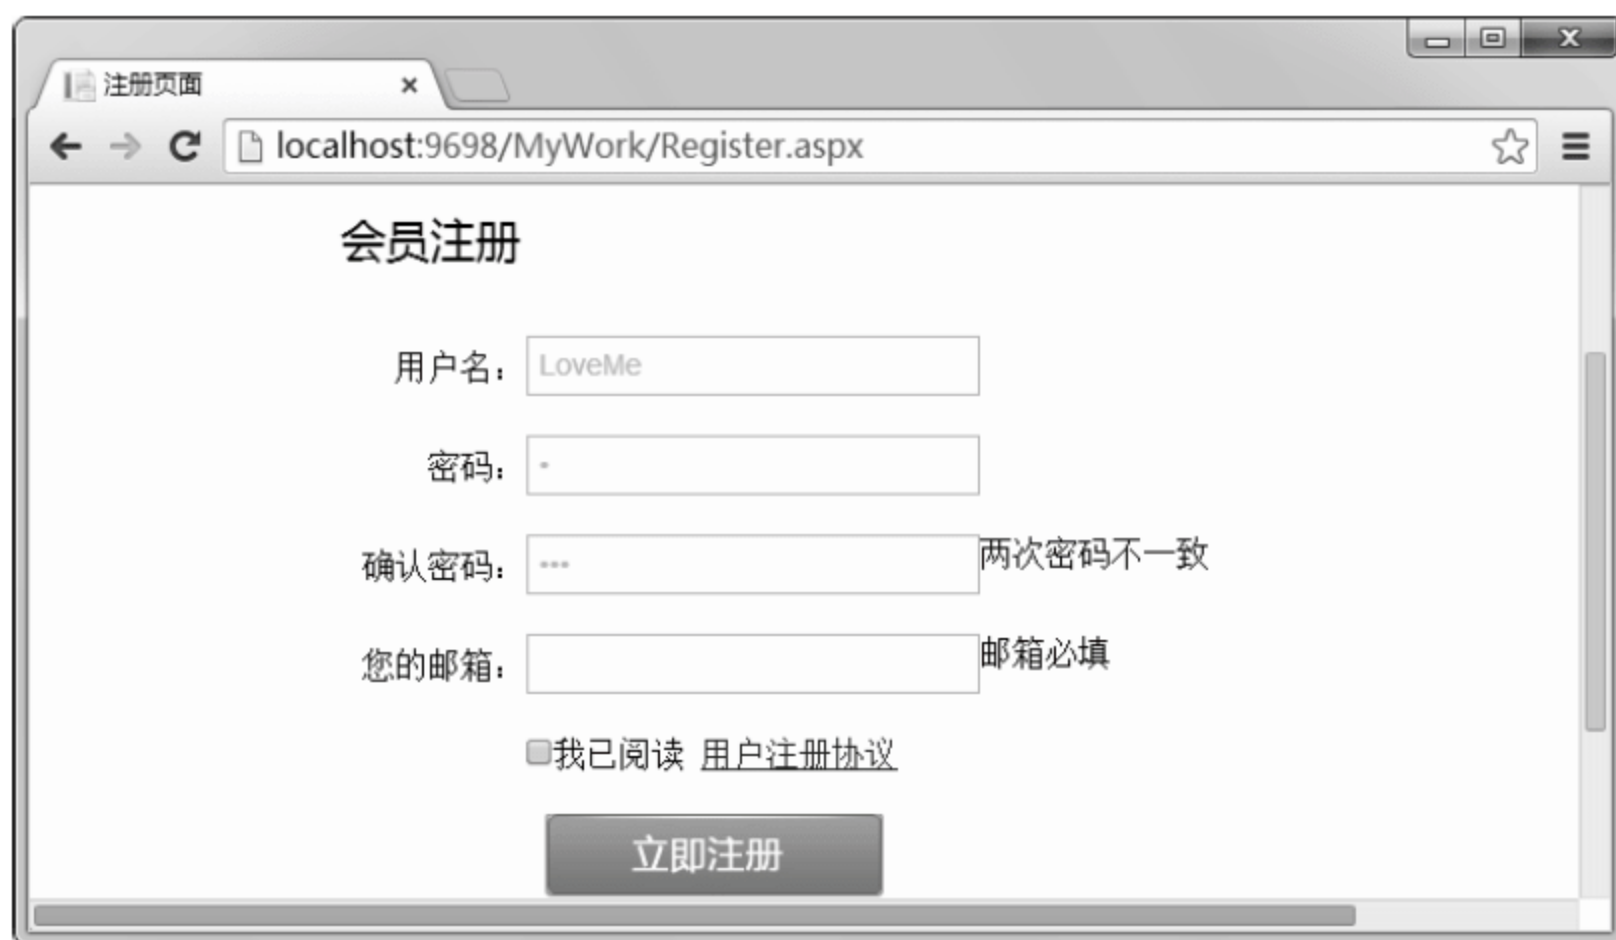 注册页面
localhost:9698/MyWork/Register.aspx
会员注册
用户名： LoveMe
密码：
确认密码： 两次密码不一致
您的邮箱： 邮箱必填
我已阅读 用户注册协议
立即注册